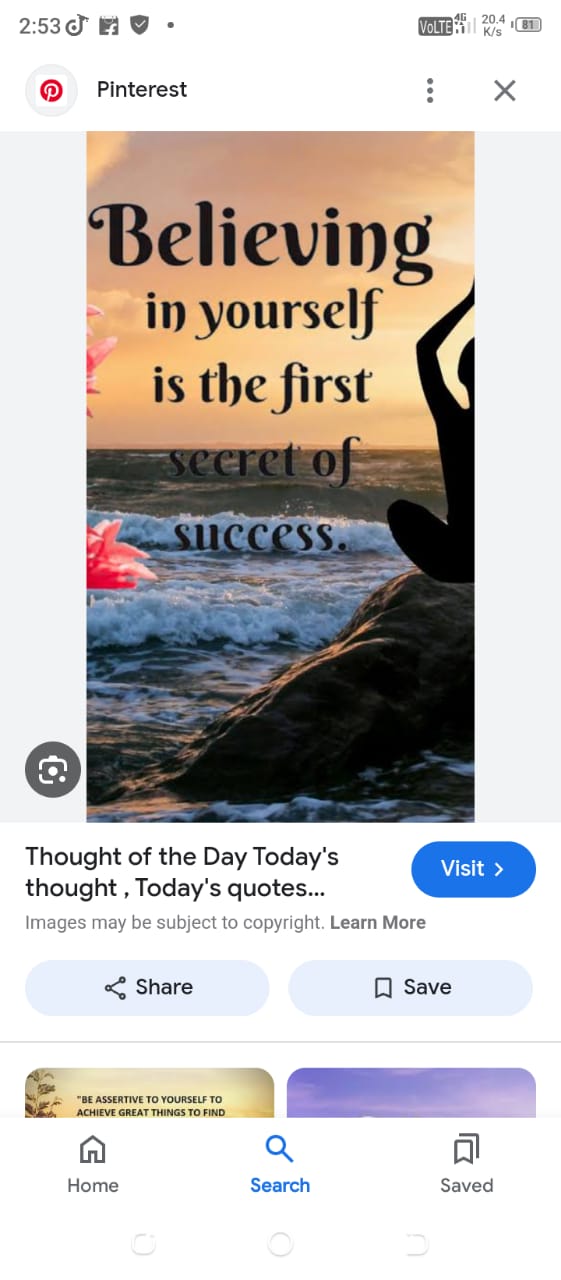 2:53
VoLTE 4G 20.4 K/s 81
Pinterest
Believing
in yourself
is the first
secret of
success.
Thought of the Day Today's
thought , Today's quotes...
Visit
Images may be subject to copyright. Learn More
Share
Save
"BE ASSERTIVE TO YOURSELF TO
ACHIEVE GREAT THINGS TO FIND
Home
Search
Saved